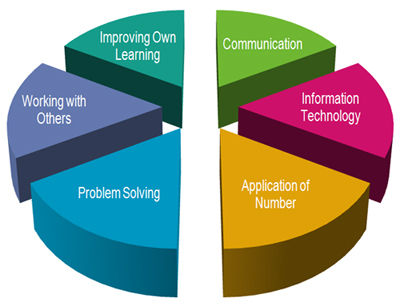 Improving Own
Learning
Communication
Working with
Others
Information
Technology
Problem Solving
Application of
Number